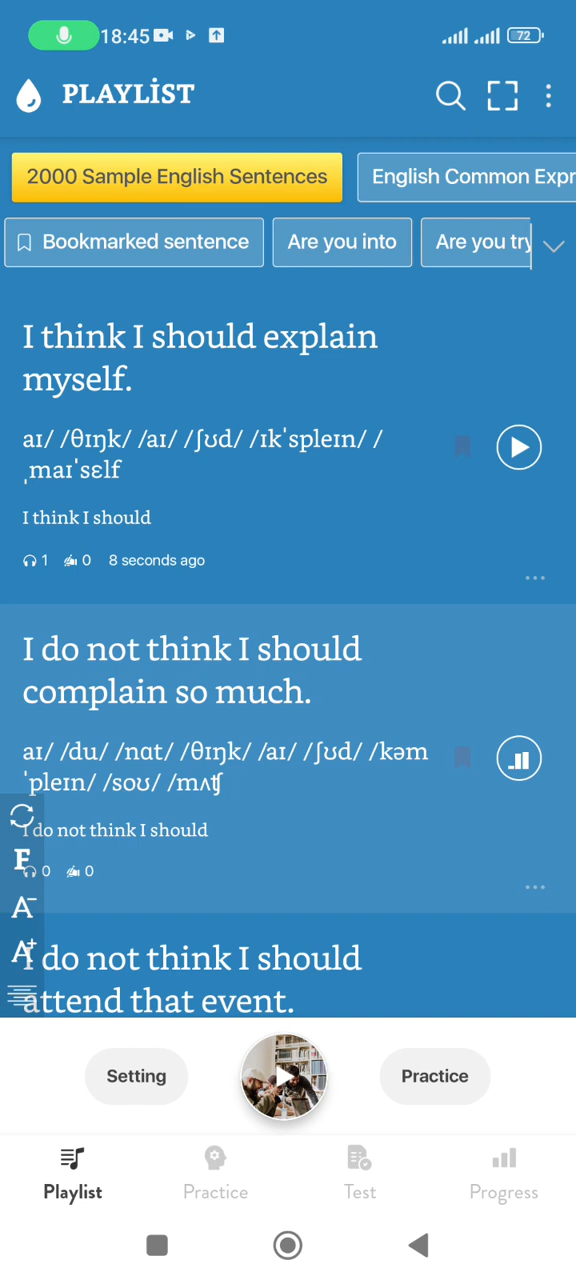 18:45
72
PLAYLİST
2000 Sample English Sentences
English Common Expr
Bookmarked sentence
Are you into
Are you try
I think I should explain
myself.
aɪ/ /θɪŋk/ /aɪ/ /ʃʊd/ /ɪkˈspleɪn/ /
ˌmaɪˈsɛlf
I think I should
1 0 8 seconds ago
I do not think I should
complain so much.
aɪ/ /du/ /nɑt/ /θɪŋk/ /aɪ/ /ʃʊd/ /kəm
ˈpleɪn/ /soʊ/ /mʌʧ
I do not think I should
F
0 0
A-
A+
I do not think I should
attend that event.
Setting
Practice
Playlist
Practice
Test
Progress